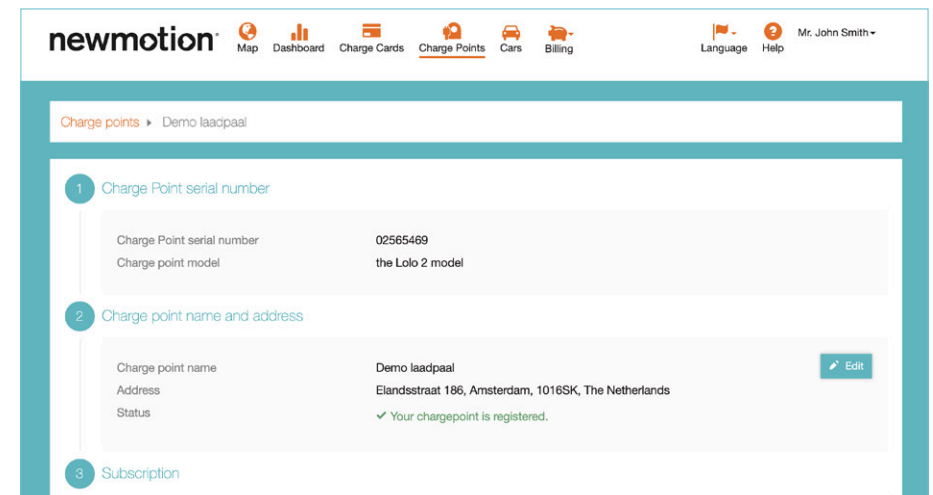 newmotion
Map Dashboard Charge Cards Charge Points Cars Billing Language Help Mr. John Smith
Charge points Demo laadpaal
1 Charge Point serial number
Charge Point serial number 02565469
Charge point model the Lolo 2 model
2 Charge point name and address
Charge point name Demo laadpaal Edit
Address Elandsstraat 186, Amsterdam, 1016SK, The Netherlands
Status Your chargepoint is registered.
3 Subscription